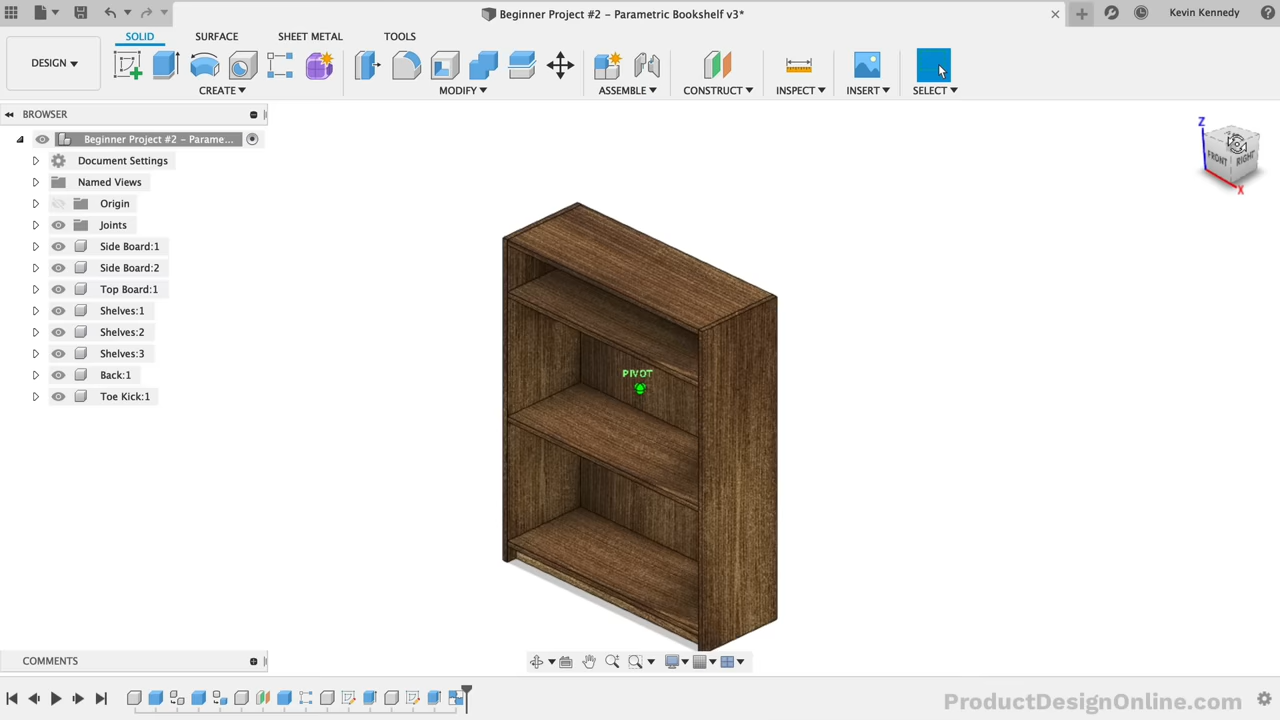 Beginner Project #2 - Parametric Bookshelf v3*
Kevin Kennedy
SOLID
SURFACE
SHEET METAL
TOOLS
DESIGN
CREATE
MODIFY
ASSEMBLE
CONSTRUCT
INSPECT
INSERT
SELECT
BROWSER
Beginner Project #2 - Parame...
Document Settings
Named Views
Origin
Joints
Side Board:1
Side Board:2
Top Board:1
Shelves:1
Shelves:2
Shelves:3
Back:1
Toe Kick:1
Z
FRONT
RIGHT
X
PIVOT
COMMENTS
ProductDesignOnline.com